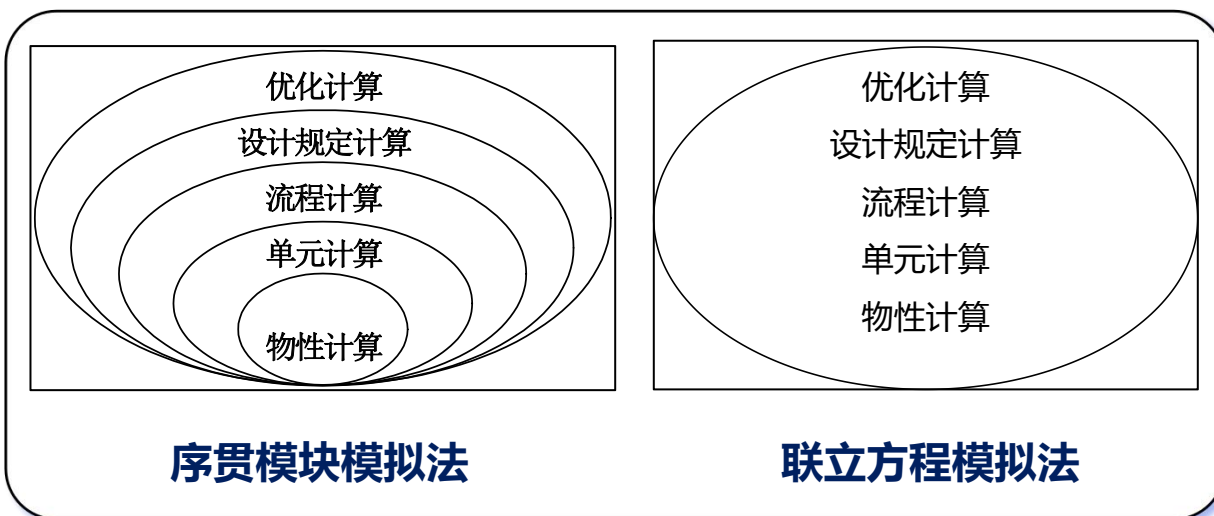 优化计算
设计规定计算
流程计算
单元计算
物性计算
序贯模块模拟法
优化计算
设计规定计算
流程计算
单元计算
物性计算
联立方程模拟法